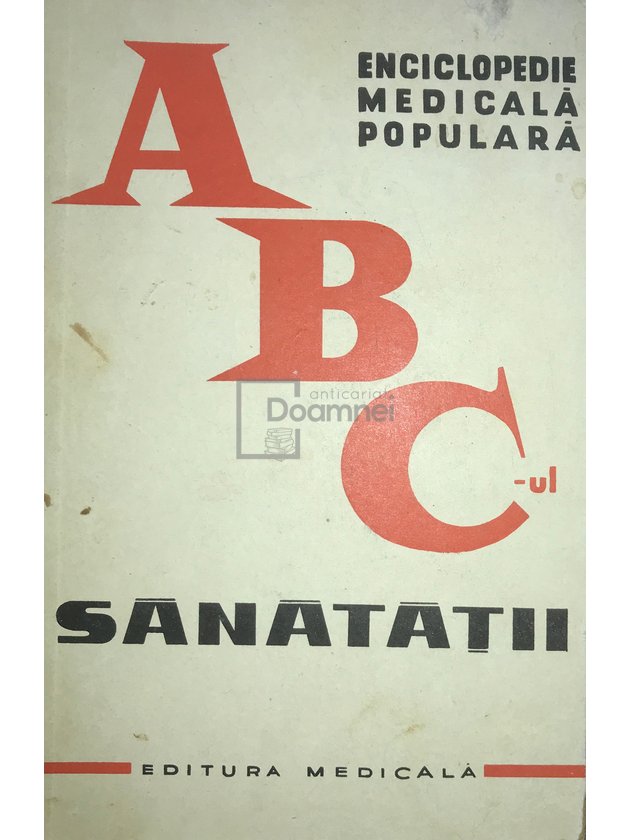 ENCICLOPEDIE
MEDICALĂ
POPULARĂ
A
B
C
-ul
anticariat
Doamnei
SĂNĂTĂȚII
EDITURA MEDICALĂ